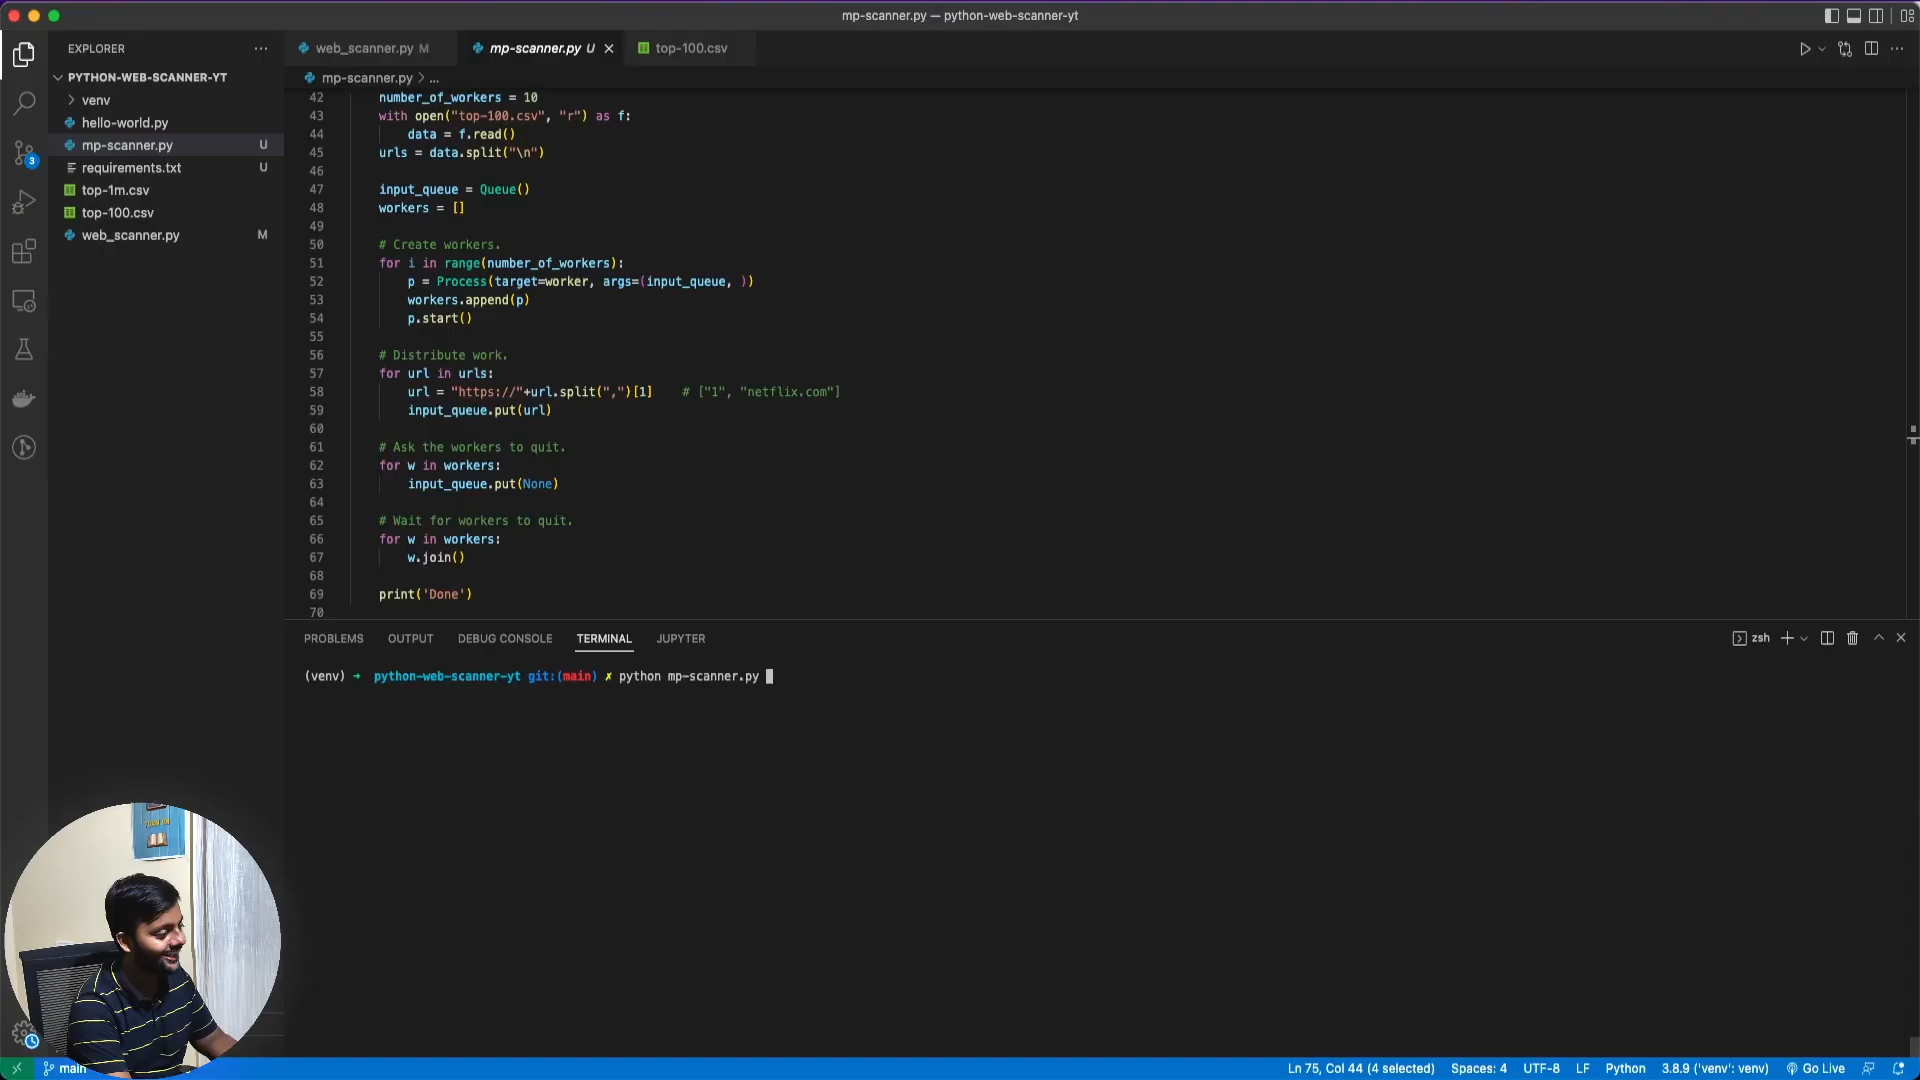 mp-scanner.py — python-web-scanner-yt
EXPLORER
PYTHON-WEB-SCANNER-YT
venv
hello-world.py
mp-scanner.py U
requirements.txt U
top-1m.csv
top-100.csv
web_scanner.py M
3
web_scanner.py M
mp-scanner.py U
top-100.csv
mp-scanner.py > ...
42 number_of_workers = 10
43 with open("top-100.csv", "r") as f:
44 data = f.read()
45 urls = data.split("\n")
46
47 input_queue = Queue()
48 workers = []
49
50 # Create workers.
51 for i in range(number_of_workers):
52 p = Process(target=worker, args=(input_queue, ))
53 workers.append(p)
54 p.start()
55
56 # Distribute work.
57 for url in urls:
58 url = "https://"+url.split(",")[1] # ["1", "netflix.com"]
59 input_queue.put(url)
60
61 # Ask the workers to quit.
62 for w in workers:
63 input_queue.put(None)
64
65 # Wait for workers to quit.
66 for w in workers:
67 w.join()
68
69 print('Done')
70
PROBLEMS OUTPUT DEBUG CONSOLE TERMINAL JUPYTER
zsh
(venv) ➜ python-web-scanner-yt git:(main) ✗ python mp-scanner.py
TURN ON
main
Ln 75, Col 44 (4 selected) Spaces: 4 UTF-8 LF Python 3.8.9 ('venv': venv) Go Live